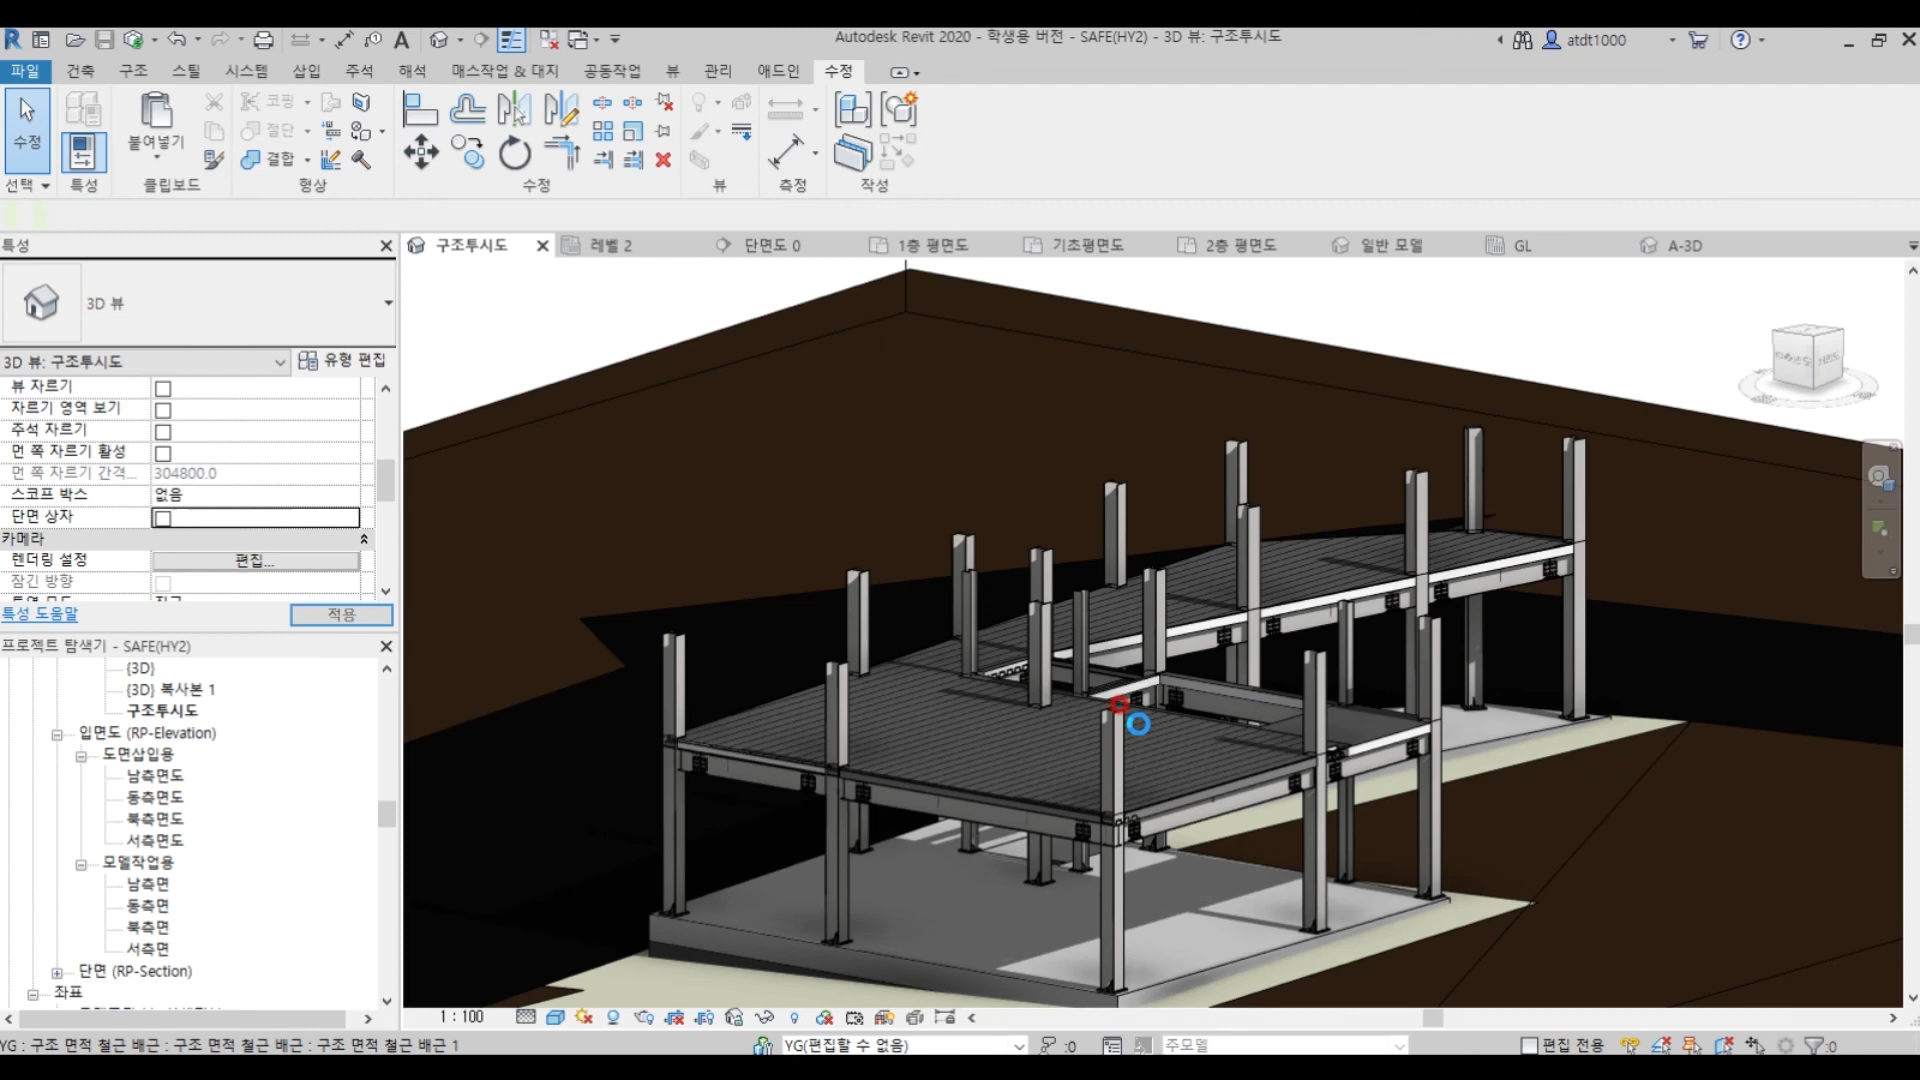 Autodesk Revit 2020 - 학생용 버전 - SAFE(HY2) - 3D 뷰: 구조투시도
atdt1000
파일 건축 구조 스틸 시스템 삽입 주석 해석 매스작업 & 대지 공동작업 뷰 관리 애드인 수정
수정
붙여넣기
코핑
절단
결합
선택 특성 클립보드 형상 수정 뷰 측정 작성
특성
구조투시도 레벨 2 단면도 0 1층 평면도 기초평면도 2층 평면도 일반 모델 GL A-3D
3D 뷰
3D 뷰: 구조투시도
유형 편집
뷰 자르기
자르기 영역 보기
주석 자르기
먼 쪽 자르기 활성
먼 쪽 자르기 간격... 304800.0
스코프 박스 없음
단면 상자
카메라
렌더링 설정 편집...
잠긴 방향
특성 도움말 적용
프로젝트 탐색기 - SAFE(HY2)
{3D}
{3D} 복사본 1
구조투시도
입면도 (RP-Elevation)
도면삽입용
남측면도
동측면도
북측면도
서측면도
모델작업용
남측면
동측면
북측면
서측면
단면 (RP-Section)
좌표
1 : 100
YG : 구조 면적 철근 배근 : 구조 면적 철근 배근 : 구조 면적 철근 배근 1
YG(편집할 수 없음)
:0
주모델
편집 전용
:0